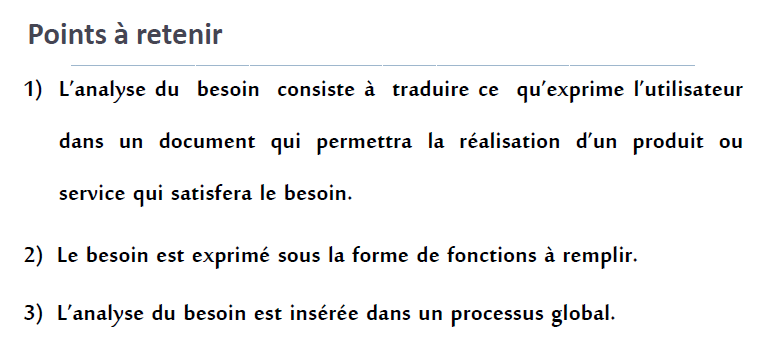 Points à retenir
1) L'analyse du besoin consiste à traduire ce qu'exprime l'utilisateur
dans un document qui permettra la réalisation d'un produit ou
service qui satisfera le besoin.
2) Le besoin est exprimé sous la forme de fonctions à remplir.
3) L'analyse du besoin est insérée dans un processus global.